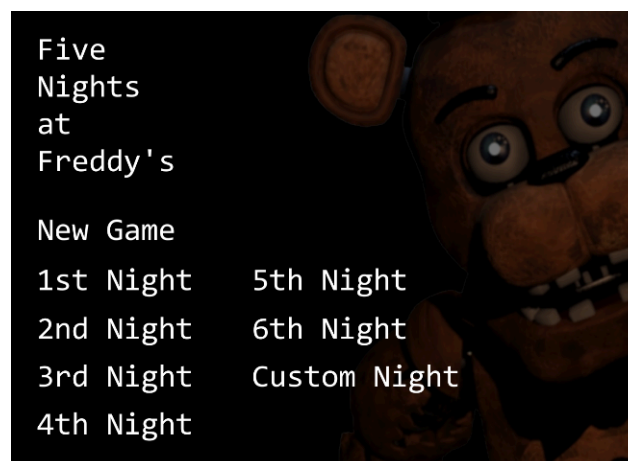 Five
Nights
at
Freddy's
New Game
1st Night
2nd Night
3rd Night
4th Night
5th Night
6th Night
Custom Night